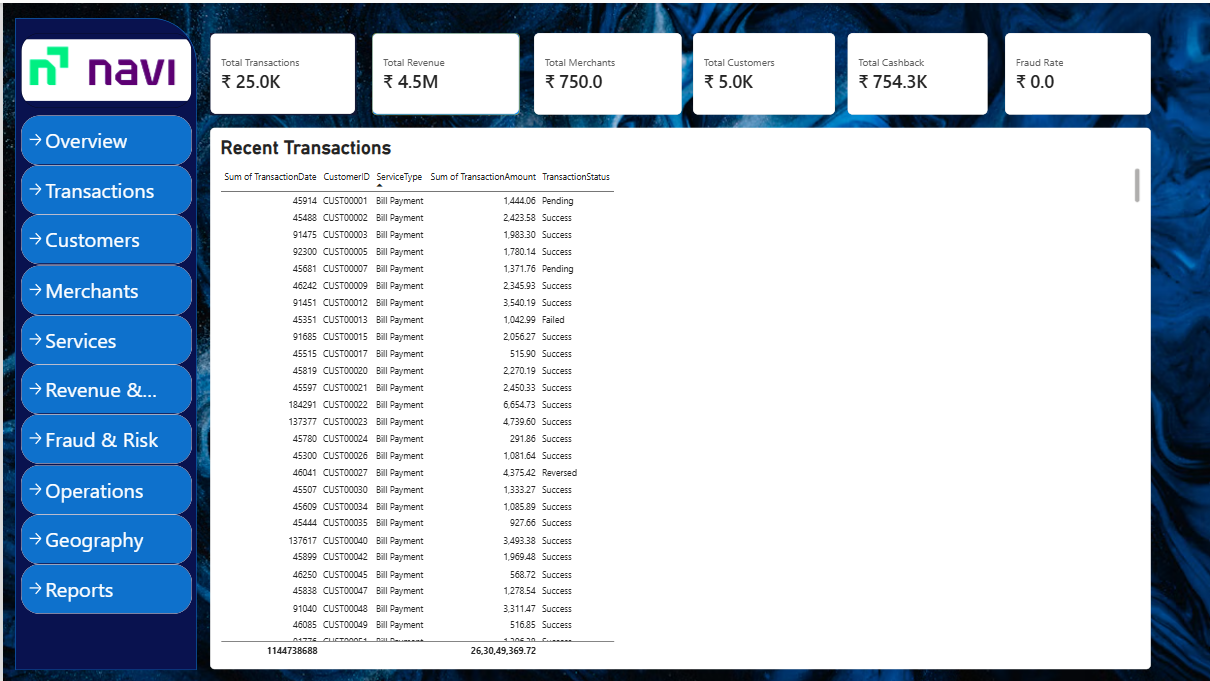 navi
Overview
Transactions
Customers
Merchants
Services
Revenue &...
Fraud & Risk
Operations
Geography
Reports
Total Transactions
₹ 25.0K
Total Revenue
₹ 4.5M
Total Merchants
₹ 750.0
Total Customers
₹ 5.0K
Total Cashback
₹ 754.3K
Fraud Rate
₹ 0.0
Recent Transactions
Sum of TransactionDate CustomerID ServiceType Sum of TransactionAmount TransactionStatus
45914 CUST00001 Bill Payment 1,444.06 Pending
45488 CUST00002 Bill Payment 2,423.58 Success
91475 CUST00003 Bill Payment 1,983.30 Success
92300 CUST00005 Bill Payment 1,780.14 Success
45681 CUST00007 Bill Payment 1,371.76 Pending
46242 CUST00009 Bill Payment 2,345.93 Success
91451 CUST00012 Bill Payment 3,540.19 Success
45351 CUST00013 Bill Payment 1,042.99 Failed
91685 CUST00015 Bill Payment 2,056.27 Success
45515 CUST00017 Bill Payment 515.90 Success
45819 CUST00020 Bill Payment 2,270.19 Success
45597 CUST00021 Bill Payment 2,450.33 Success
184291 CUST00022 Bill Payment 6,654.73 Success
137377 CUST00023 Bill Payment 4,739.60 Success
45780 CUST00024 Bill Payment 291.86 Success
45300 CUST00026 Bill Payment 1,081.64 Success
46041 CUST00027 Bill Payment 4,375.42 Reversed
45507 CUST00030 Bill Payment 1,333.27 Success
45609 CUST00034 Bill Payment 1,085.89 Success
45444 CUST00035 Bill Payment 927.66 Success
137617 CUST00040 Bill Payment 3,493.38 Success
45899 CUST00042 Bill Payment 1,969.48 Success
46250 CUST00045 Bill Payment 568.72 Success
45838 CUST00047 Bill Payment 1,278.54 Success
91040 CUST00048 Bill Payment 3,311.47 Success
46085 CUST00049 Bill Payment 516.85 Success
1144738688 26,30,49,369.72